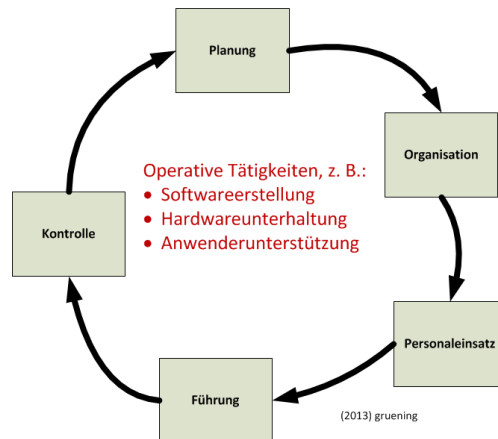 Planung
Organisation
Operative Tätigkeiten, z. B.:
• Softwareerstellung
• Hardwareunterhaltung
• Anwenderunterstützung
Kontrolle
Personaleinsatz
Führung
(2013) gruening